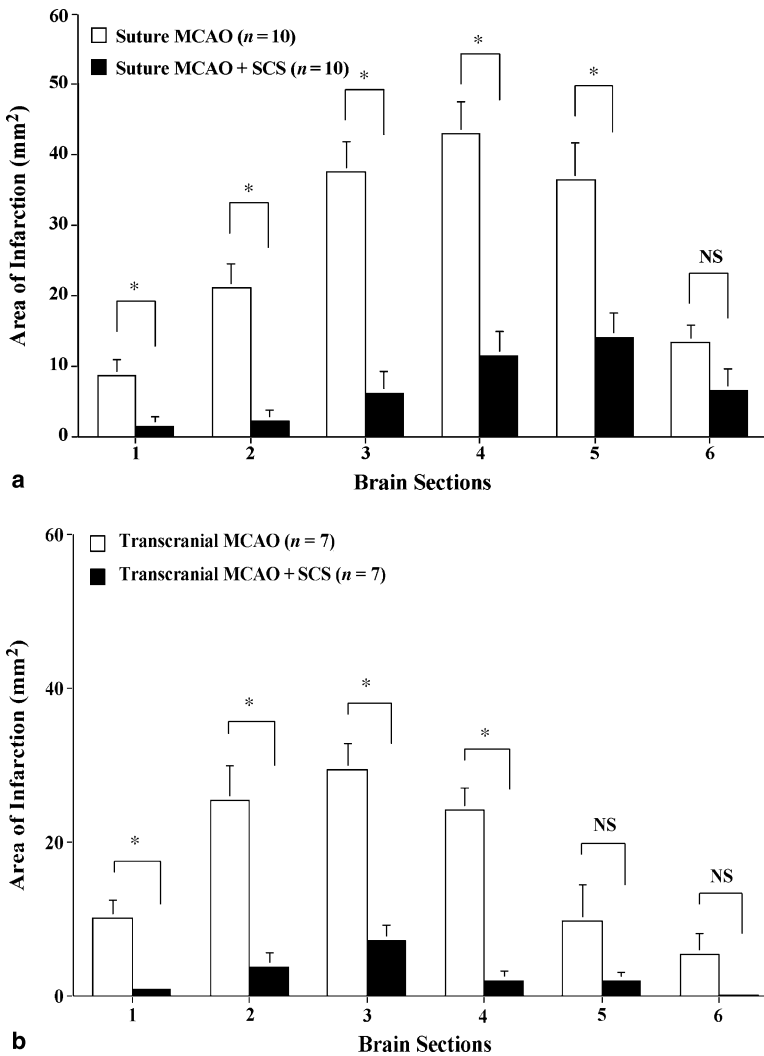 60
50
40
30
20
10
0
Area of Infarction (mm²)
Suture MCAO (n = 10)
Suture MCAO + SCS (n = 10)
*
*
*
*
*
NS
1 2 3 4 5 6
Brain Sections
a
60
40
20
0
Area of Infarction (mm²)
Transcranial MCAO (n = 7)
Transcranial MCAO + SCS (n = 7)
*
*
*
*
NS
NS
1 2 3 4 5 6
Brain Sections
b